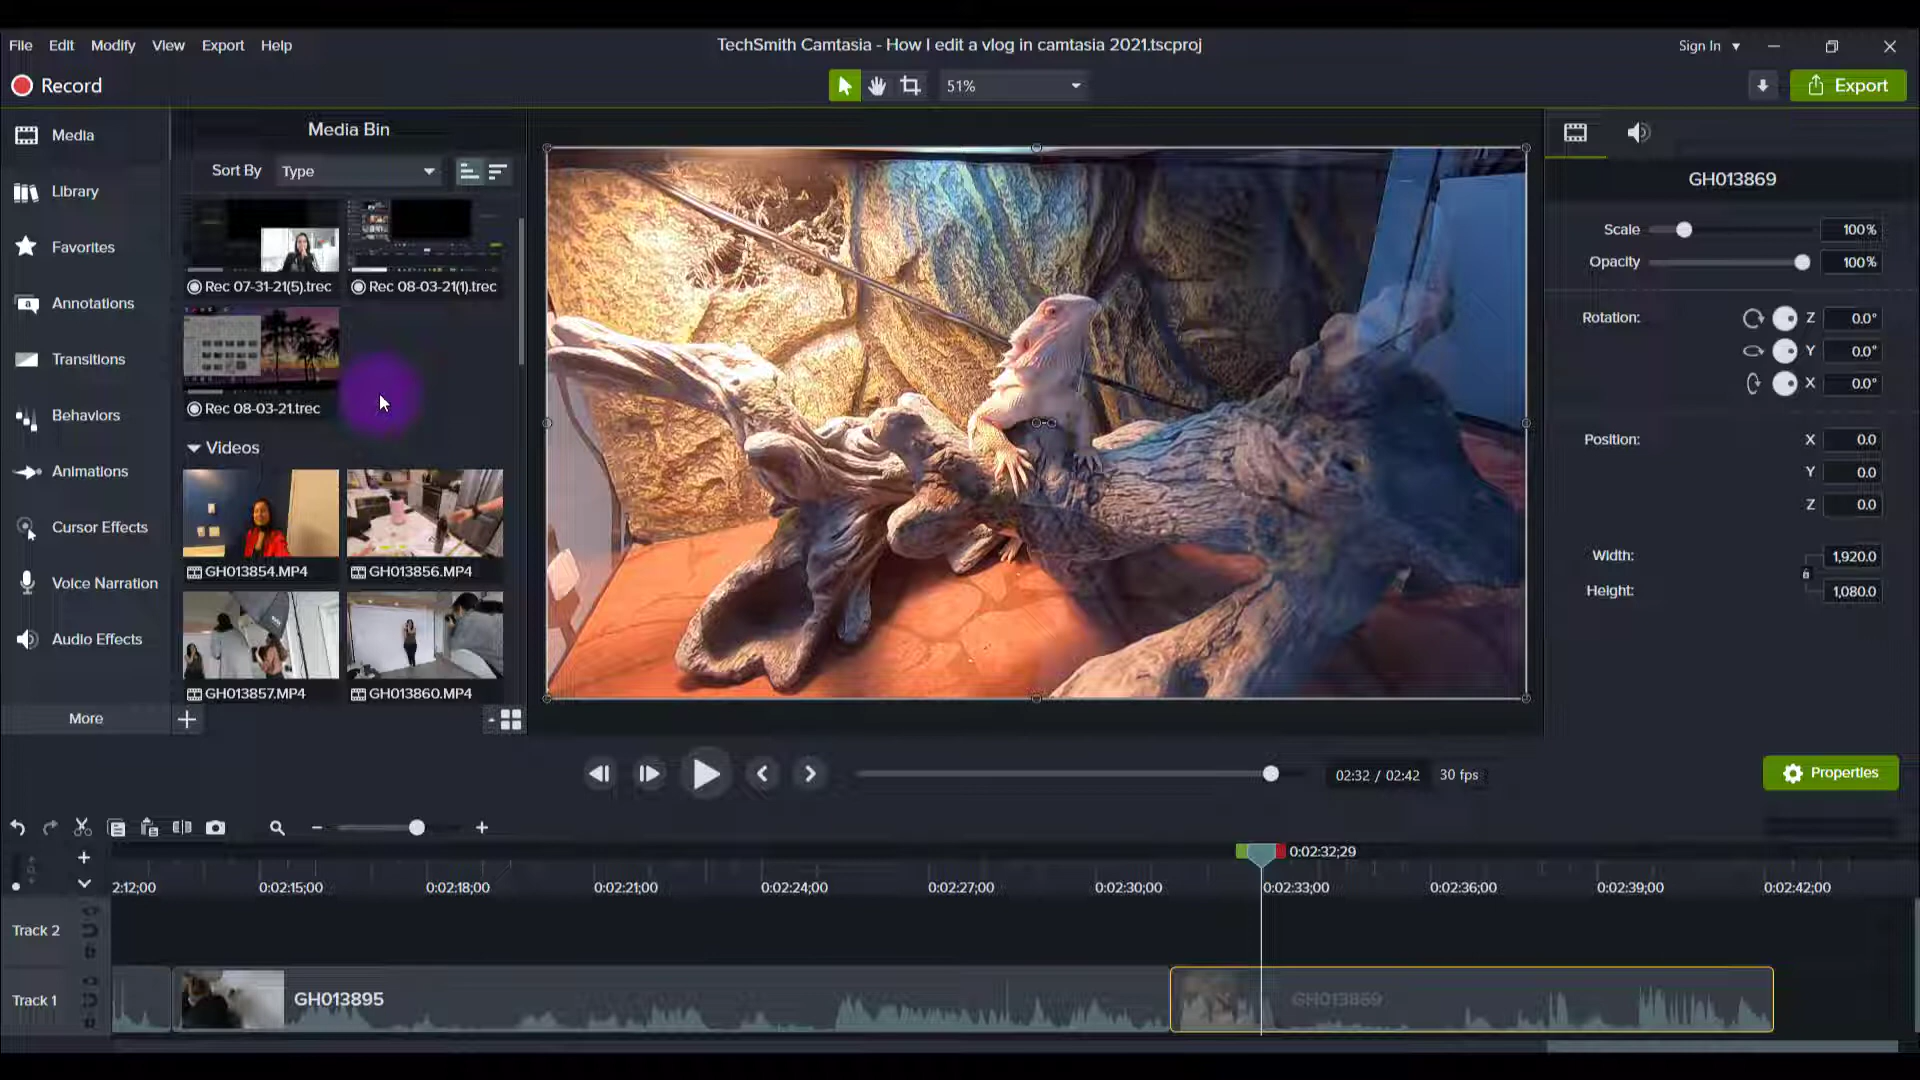 File Edit Modify View Export Help
TechSmith Camtasia - How I edit a vlog in camtasia 2021.tscproj
Sign In
Record
51%
Export
Media
Library
Favorites
Annotations
Transitions
Behaviors
Animations
Cursor Effects
Voice Narration
Audio Effects
More
Media Bin
Sort By Type
Rec 07-31-21(5).trec
Rec 08-03-21(1).trec
Rec 08-03-21.trec
Videos
GH013854.MP4
GH013856.MP4
GH013857.MP4
GH013860.MP4
GH013869
Scale 100%
Opacity 100%
Rotation: Z 0.0°
Y 0.0°
X 0.0°
Position: X 0.0
Y 0.0
Z 0.0
Width: 1,920.0
Height: 1,080.0
02:32 / 02:42 30 fps
Properties
0:02:32;29
2:12;00 0:02:15;00 0:02:18;00 0:02:21;00 0:02:24;00 0:02:27;00 0:02:30;00 0:02:33;00 0:02:36;00 0:02:39;00 0:02:42;00
Track 2
Track 1
GH013895
GH013869